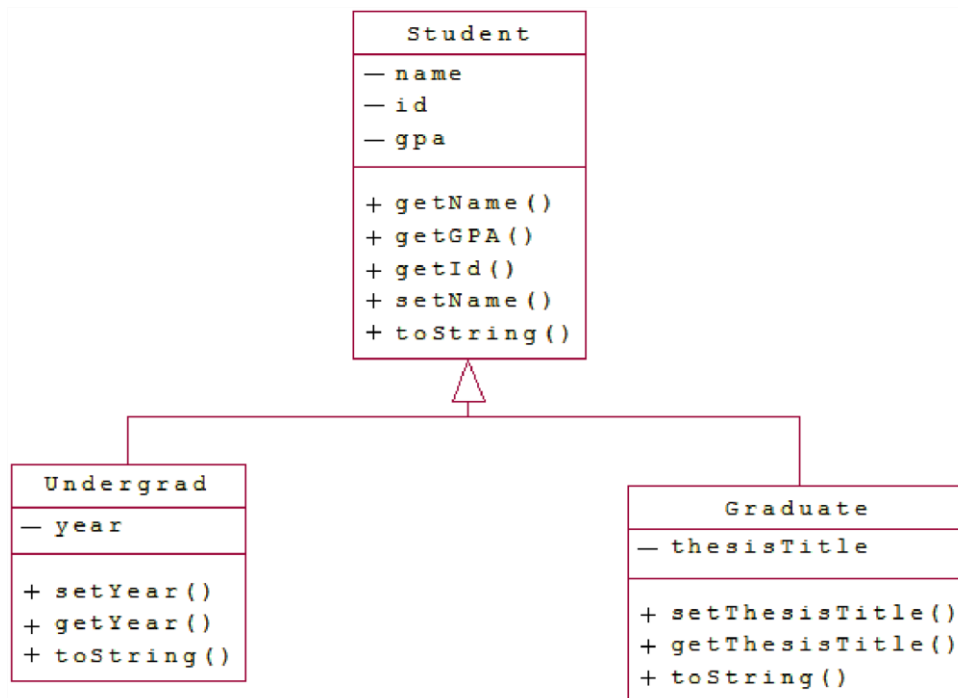 Student
— name
— id
— gpa
+ getName()
+ getGPA()
+ getId()
+ setName()
+ toString()
Undergrad
— year
+ setYear()
+ getYear()
+ toString()
Graduate
— thesisTitle
+ setThesisTitle()
+ getThesisTitle()
+ toString()